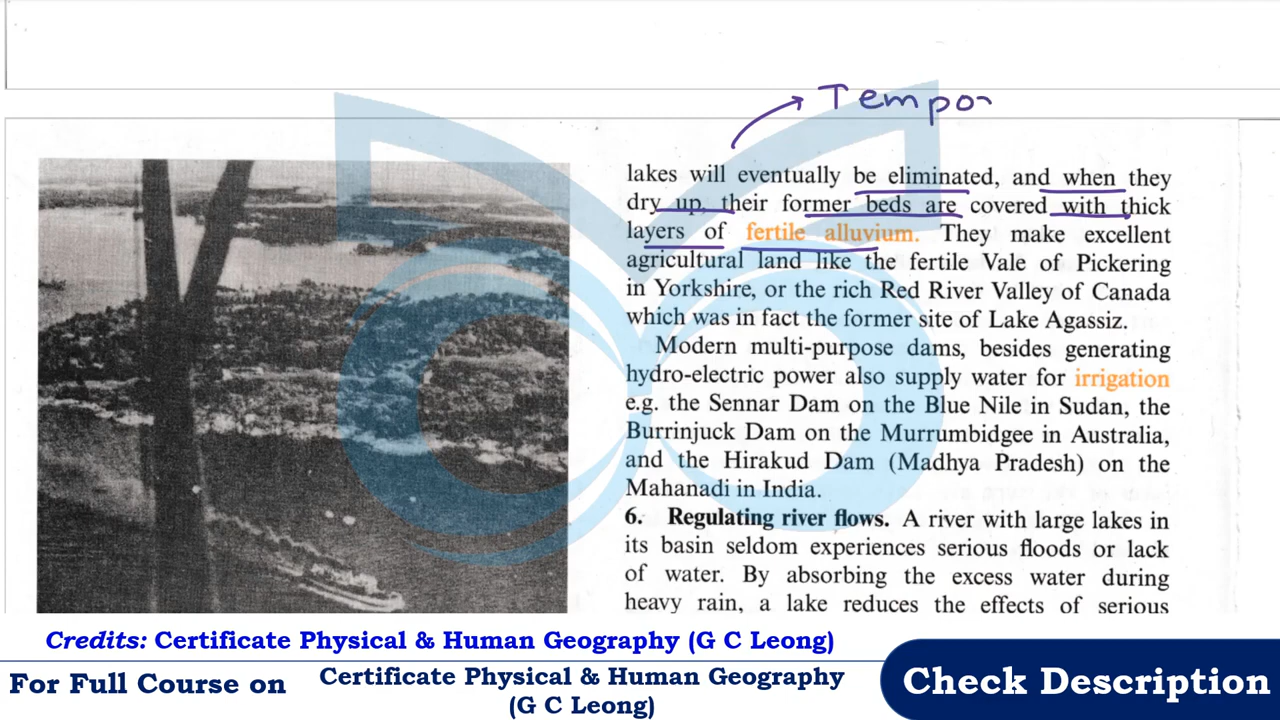 Tempor
lakes will eventually be eliminated, and when they
dry up, their former beds are covered with thick
layers of fertile alluvium. They make excellent
agricultural land like the fertile Vale of Pickering
in Yorkshire, or the rich Red River Valley of Canada
which was in fact the former site of Lake Agassiz.
Modern multi-purpose dams, besides generating
hydro-electric power also supply water for irrigation
e.g. the Sennar Dam on the Blue Nile in Sudan, the
Burrinjuck Dam on the Murrumbidgee in Australia,
and the Hirakud Dam (Madhya Pradesh) on the
Mahanadi in India.
6. Regulating river flows. A river with large lakes in
its basin seldom experiences serious floods or lack
of water. By absorbing the excess water during
heavy rain, a lake reduces the effects of serious
Credits: Certificate Physical & Human Geography (G C Leong)
For Full Course on
Certificate Physical & Human Geography
(G C Leong)
Check Description